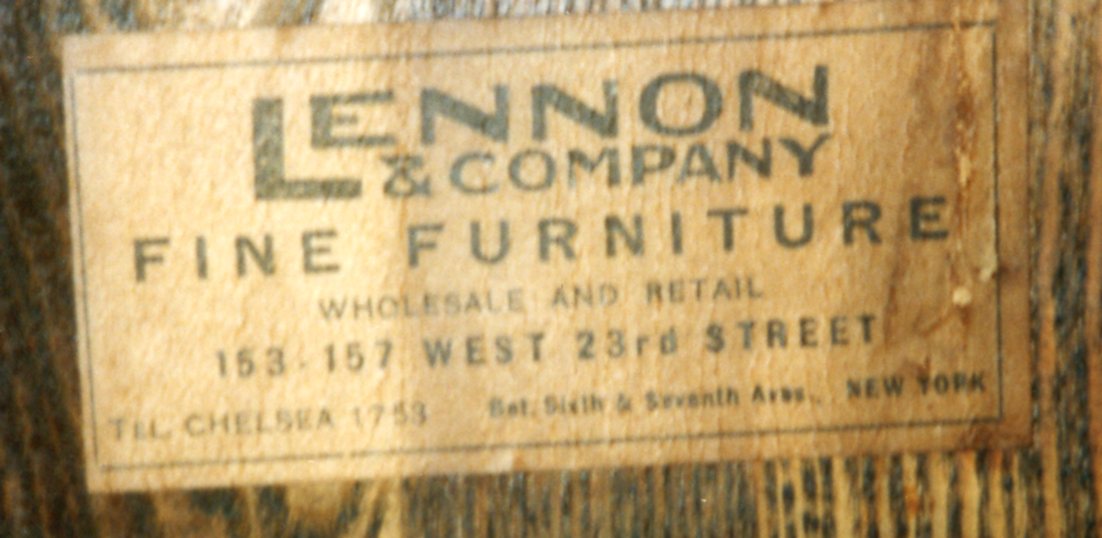 LENNON
& COMPANY
FINE FURNITURE
WHOLESALE AND RETAIL
153-157 WEST 23rd STREET
TEL. CHELSEA 1753 Bet. Sixth & Seventh Aves. NEW YORK